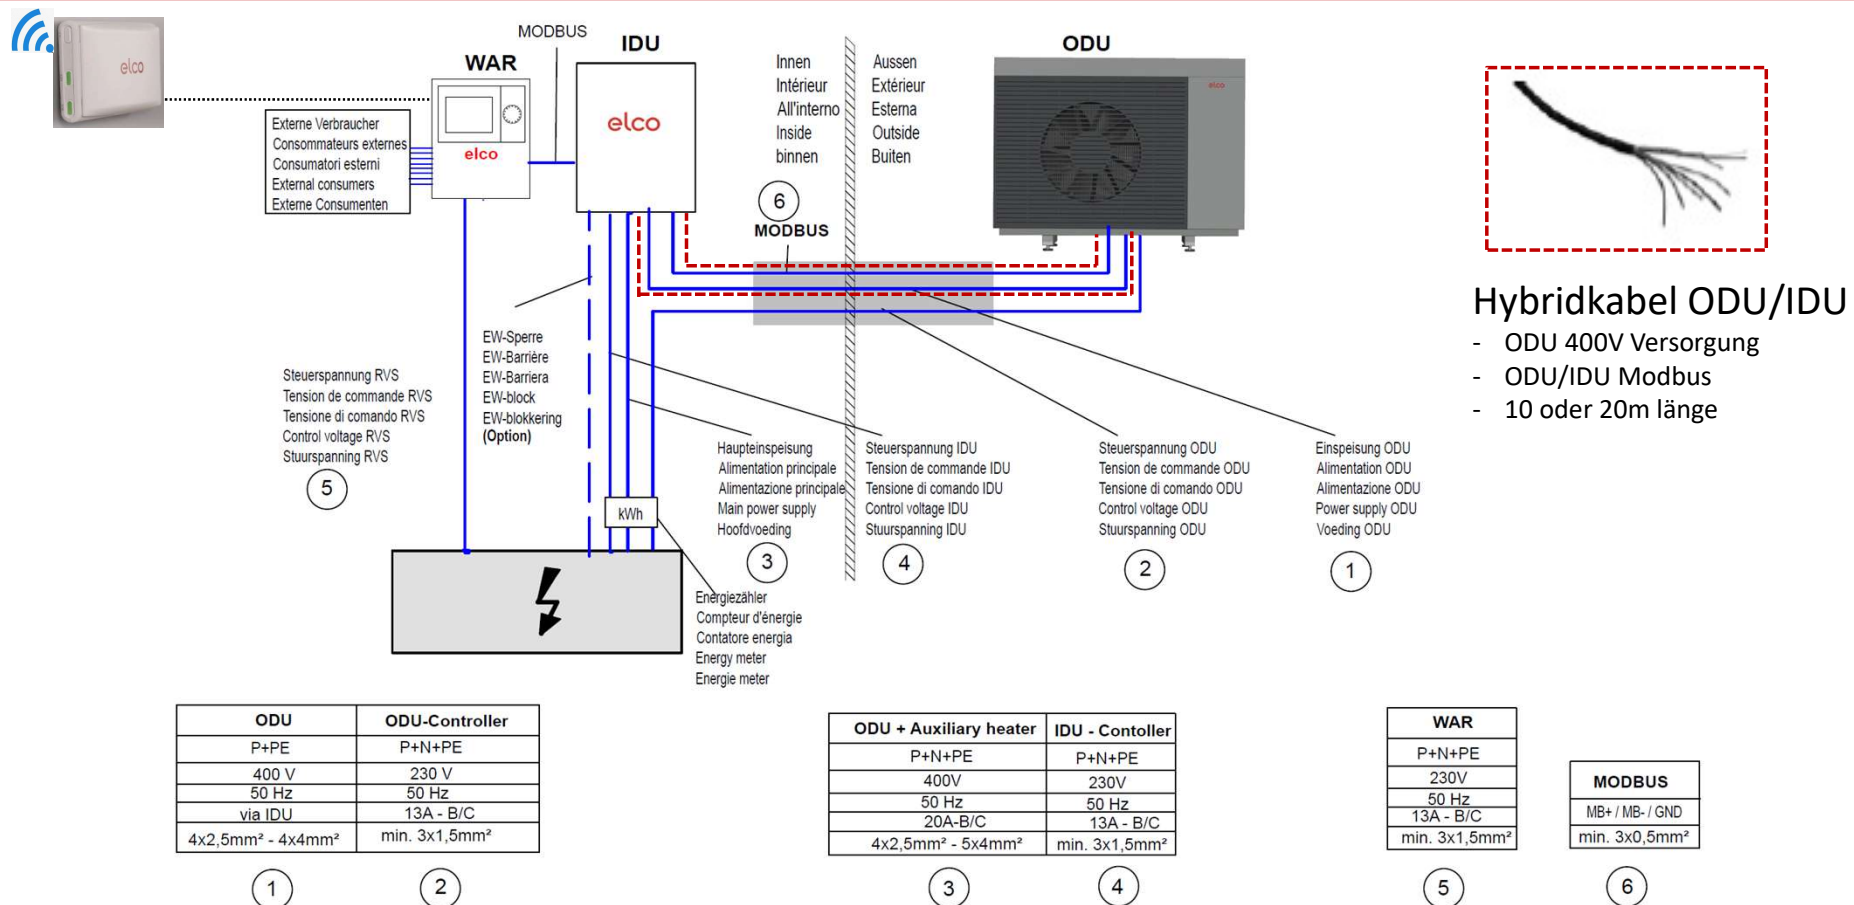 elco
MODBUS
WAR
IDU
ODU
elco
elco
elco
Externe Verbraucher
Consommateurs externes
Consumatori esterni
External consumers
Externe Consumenten
Innen
Intérieur
All'interno
Inside
binnen
Aussen
Extérieur
Esterna
Outside
Buiten
6
MODBUS
Hybridkabel ODU/IDU
- ODU 400V Versorgung
- ODU/IDU Modbus
- 10 oder 20m länge
EW-Sperre
EW-Barrière
EW-Barriera
EW-block
EW-blokkering
(Option)
Steuerspannung RVS
Tension de commande RVS
Tensione di comando RVS
Control voltage RVS
Stuurspanning RVS
5
Haupteinspeisung
Alimentation principale
Alimentazione principale
Main power supply
Hoofdvoeding
3
Steuerspannung IDU
Tension de commande IDU
Tensione di comando IDU
Control voltage IDU
Stuurspanning IDU
4
Steuerspannung ODU
Tension de commande ODU
Tensione di comando ODU
Control voltage ODU
Stuurspanning ODU
2
Einspeisung ODU
Alimentation ODU
Alimentazione ODU
Power supply ODU
Voeding ODU
1
kWh
Energiezähler
Compteur d'énergie
Contatore energia
Energy meter
Energie meter
ODU ODU-Controller
P+PE P+N+PE
400 V 230 V
50 Hz 50 Hz
via IDU 13A - B/C
4x2,5mm² - 4x4mm² min. 3x1,5mm²
1 2
ODU + Auxiliary heater IDU - Contoller
P+N+PE P+N+PE
400V 230V
50 Hz 50 Hz
20A-B/C 13A - B/C
4x2,5mm² - 5x4mm² min. 3x1,5mm²
3 4
WAR
P+N+PE
230V
50 Hz
13A - B/C
min. 3x1,5mm²
5
MODBUS
MB+ / MB- / GND
min. 3x0,5mm²
6